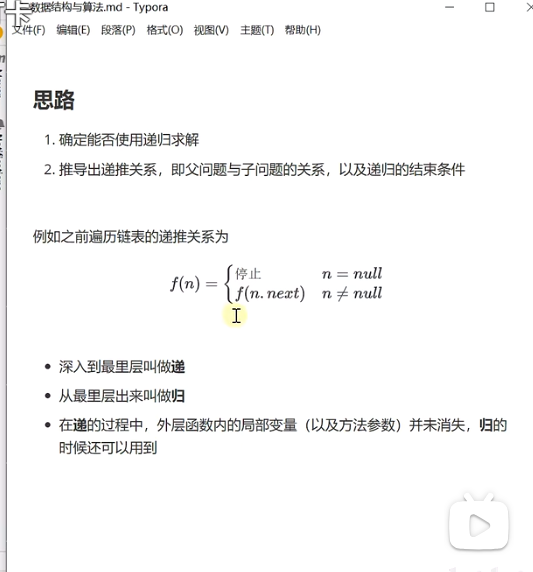 数据结构与算法.md - Typora
文件(F) 编辑(E) 段落(P) 格式(O) 视图(V) 主题(T) 帮助(H)
思路
1. 确定能否使用递归求解
2. 推导出递推关系，即父问题与子问题的关系，以及递归的结束条件
例如之前遍历链表的递推关系为
f(n) = { 停止 n = null
f(n.next) n ≠ null
• 深入到最里层叫做递
• 从最里层出来叫做归
• 在递的过程中，外层函数内的局部变量（以及方法参数）并未消失，归的
时候还可以用到